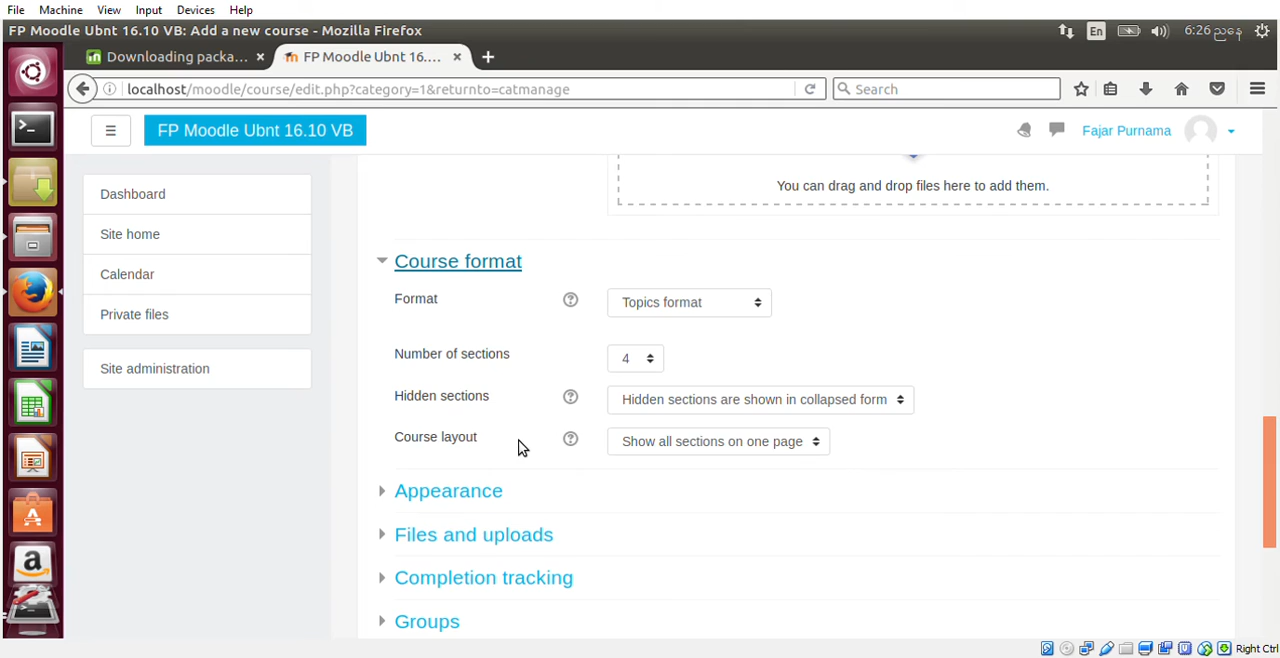 File Machine View Input Devices Help
FP Moodle Ubnt 16.10 VB: Add a new course - Mozilla Firefox
En
6:26 ညနေ
Downloading packa... ×
FP Moodle Ubnt 16.... ×
localhost/moodle/course/edit.php?category=1&returnto=catmanage
Search
FP Moodle Ubnt 16.10 VB
Fajar Purnama
Dashboard
Site home
Calendar
Private files
Site administration
You can drag and drop files here to add them.
Course format
Format
Topics format
Number of sections
4
Hidden sections
Hidden sections are shown in collapsed form
Course layout
Show all sections on one page
Appearance
Files and uploads
Completion tracking
Groups
Right Ctrl